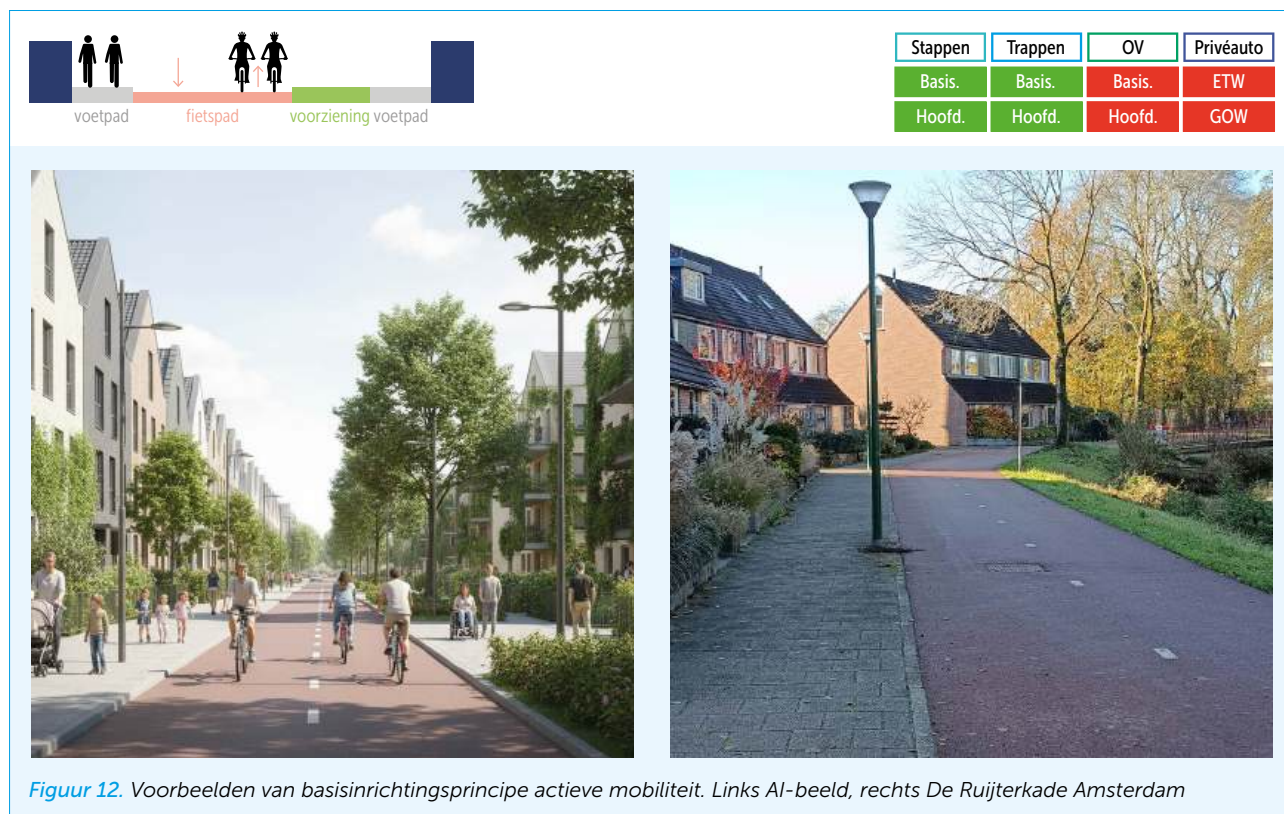 voetpad fietspad voorziening voetpad
Stappen Trappen OV Privéauto
Basis. Basis. Basis. ETW
Hoofd. Hoofd. Hoofd. GOW
Figuur 12. Voorbeelden van basisinrichtingsprincipe actieve mobiliteit. Links AI-beeld, rechts De Ruijterkade Amsterdam